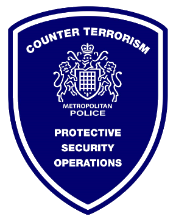 COUNTER TERRORISM
METROPOLITAN
POLICE
PROTECTIVE
SECURITY
OPERATIONS